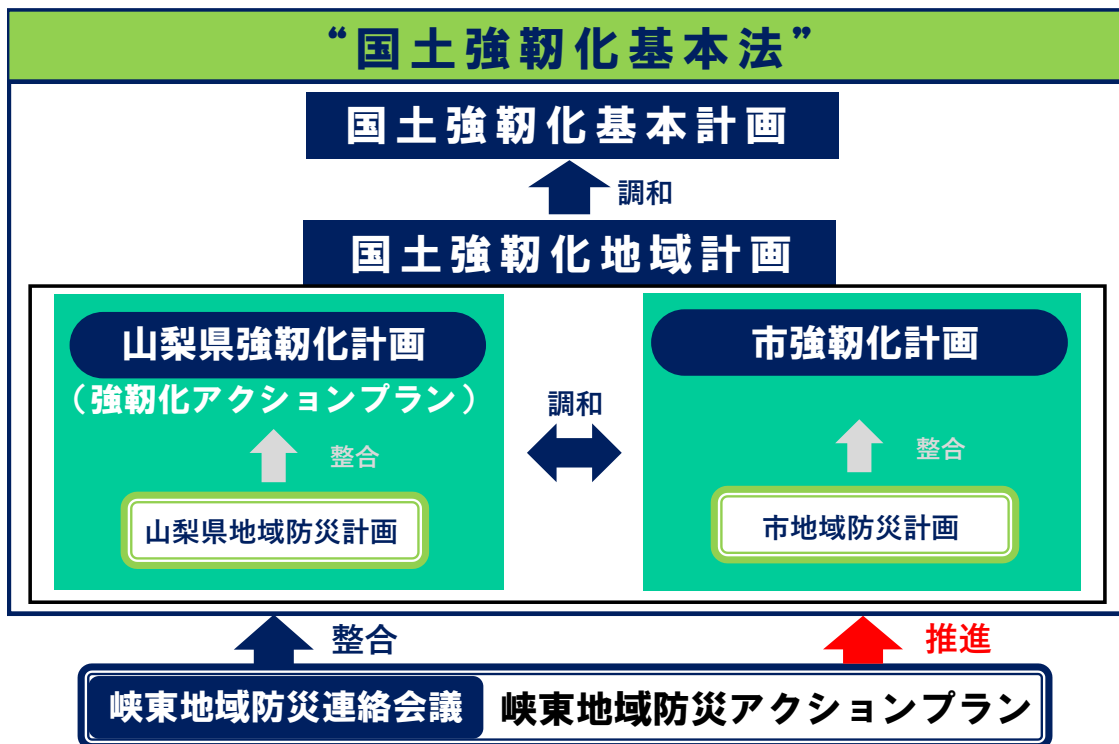 “国土強靭化基本法”
国土強靭化基本計画
調和
国土強靭化地域計画
山梨県強靭化計画
（強靭化アクションプラン）
整合
山梨県地域防災計画
調和
市強靭化計画
整合
市地域防災計画
整合
推進
峡東地域防災連絡会議 峡東地域防災アクションプラン